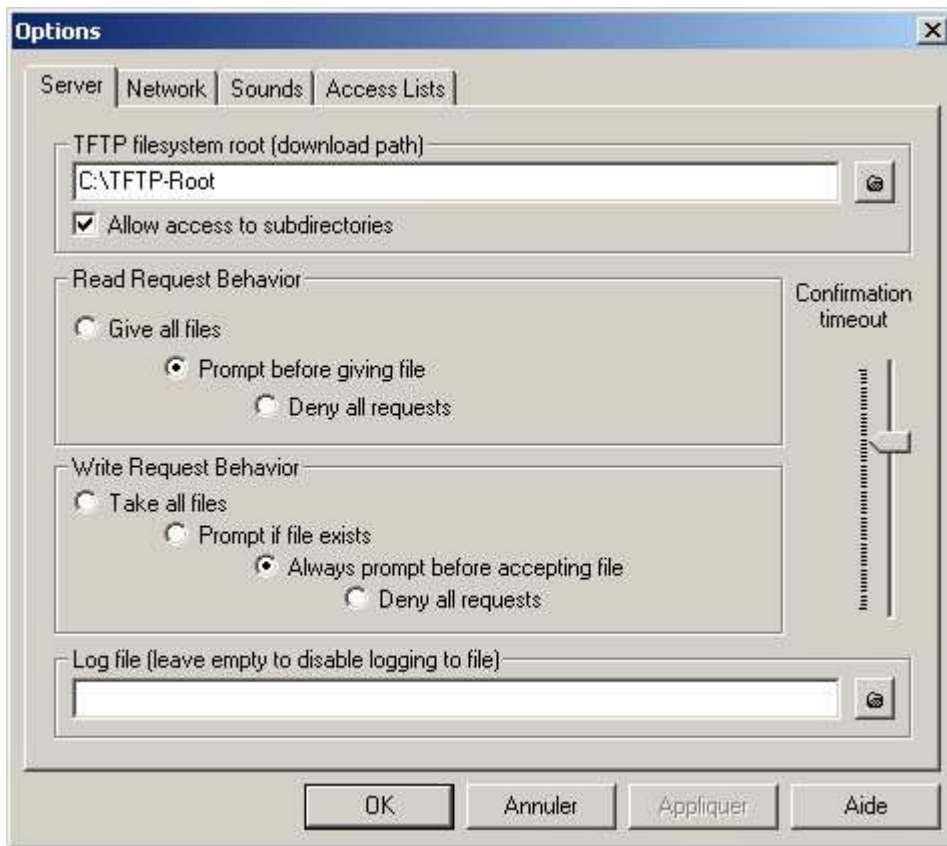 Options
Server Network Sounds Access Lists
TFTP filesystem root (download path)
C:\TFTP-Root
Allow access to subdirectories
Read Request Behavior
Give all files
Prompt before giving file
Deny all requests
Confirmation
timeout
Write Request Behavior
Take all files
Prompt if file exists
Always prompt before accepting file
Deny all requests
Log file (leave empty to disable logging to file)
OK Annuler Appliquer Aide